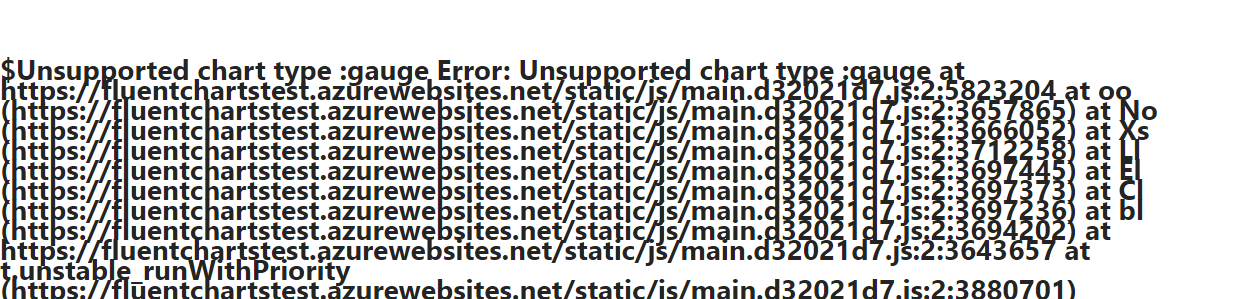 $Unsupported chart type :gauge Error: Unsupported chart type :gauge at
https://fluentchartstest.azurewebsites.net/static/js/main.d32021d7.js:2:5823204 at oo
(https://fluentchartstest.azurewebsites.net/static/js/main.d32021d7.js:2:3657865) at No
(https://fluentchartstest.azurewebsites.net/static/js/main.d32021d7.js:2:3666052) at Xs
(https://fluentchartstest.azurewebsites.net/static/js/main.d32021d7.js:2:3712258) at Ll
(https://fluentchartstest.azurewebsites.net/static/js/main.d32021d7.js:2:3697445) at El
(https://fluentchartstest.azurewebsites.net/static/js/main.d32021d7.js:2:3697373) at Cl
(https://fluentchartstest.azurewebsites.net/static/js/main.d32021d7.js:2:3697236) at bl
(https://fluentchartstest.azurewebsites.net/static/js/main.d32021d7.js:2:3694202) at
https://fluentchartstest.azurewebsites.net/static/js/main.d32021d7.js:2:3643657 at
t.unstable_runWithPriority
(https://fluentchartstest.azurewebsites.net/static/js/main.d32021d7.js:2:3880701)